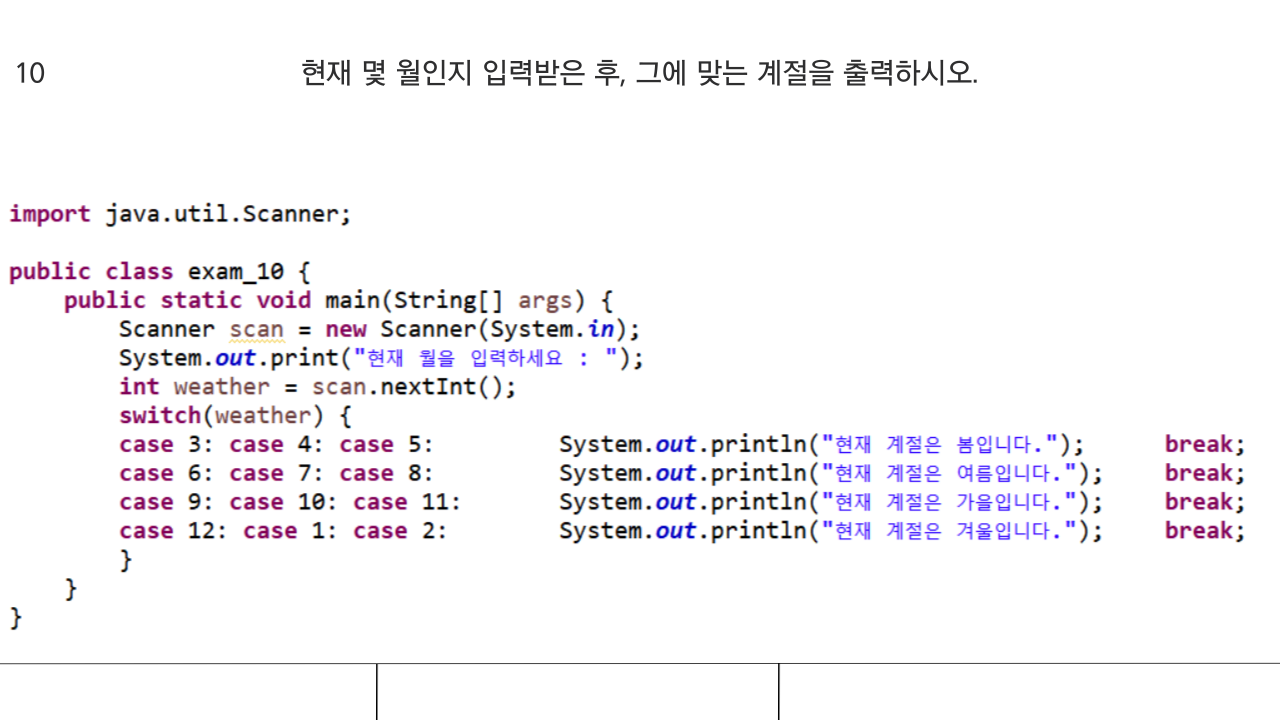 10 현재 몇 월인지 입력받은 후, 그에 맞는 계절을 출력하시오.
import java.util.Scanner;
public class exam_10 {
public static void main(String[] args) {
Scanner scan = new Scanner(System.in);
System.out.print("현재 월을 입력하세요 : ");
int weather = scan.nextInt();
switch(weather) {
case 3: case 4: case 5: System.out.println("현재 계절은 봄입니다."); break;
case 6: case 7: case 8: System.out.println("현재 계절은 여름입니다."); break;
case 9: case 10: case 11: System.out.println("현재 계절은 가을입니다."); break;
case 12: case 1: case 2: System.out.println("현재 계절은 겨울입니다."); break;
}
}
}